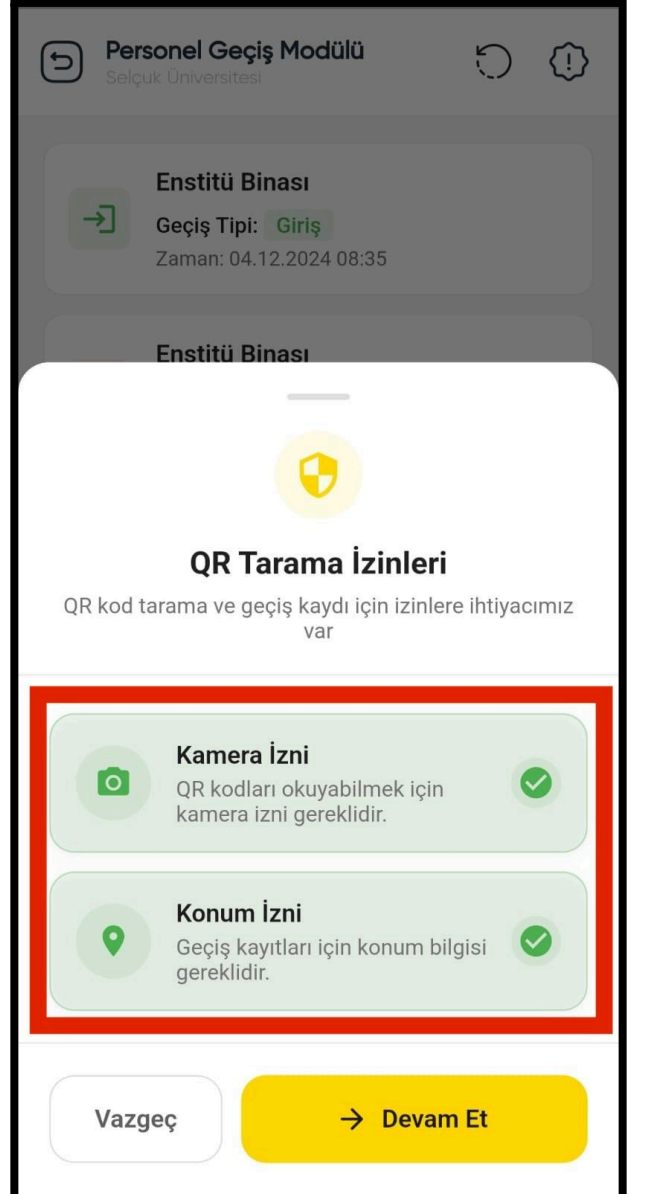 Personel Geçiş Modülü
Selçuk Üniversitesi
Enstitü Binası
Geçiş Tipi: Giriş
Zaman: 04.12.2024 08:35
Enstitü Binası
QR Tarama İzinleri
QR kod tarama ve geçiş kaydı için izinlere ihtiyacımız
var
Kamera İzni
QR kodları okuyabilmek için
kamera izni gereklidir.
Konum İzni
Geçiş kayıtları için konum bilgisi
gereklidir.
Vazgeç
Devam Et